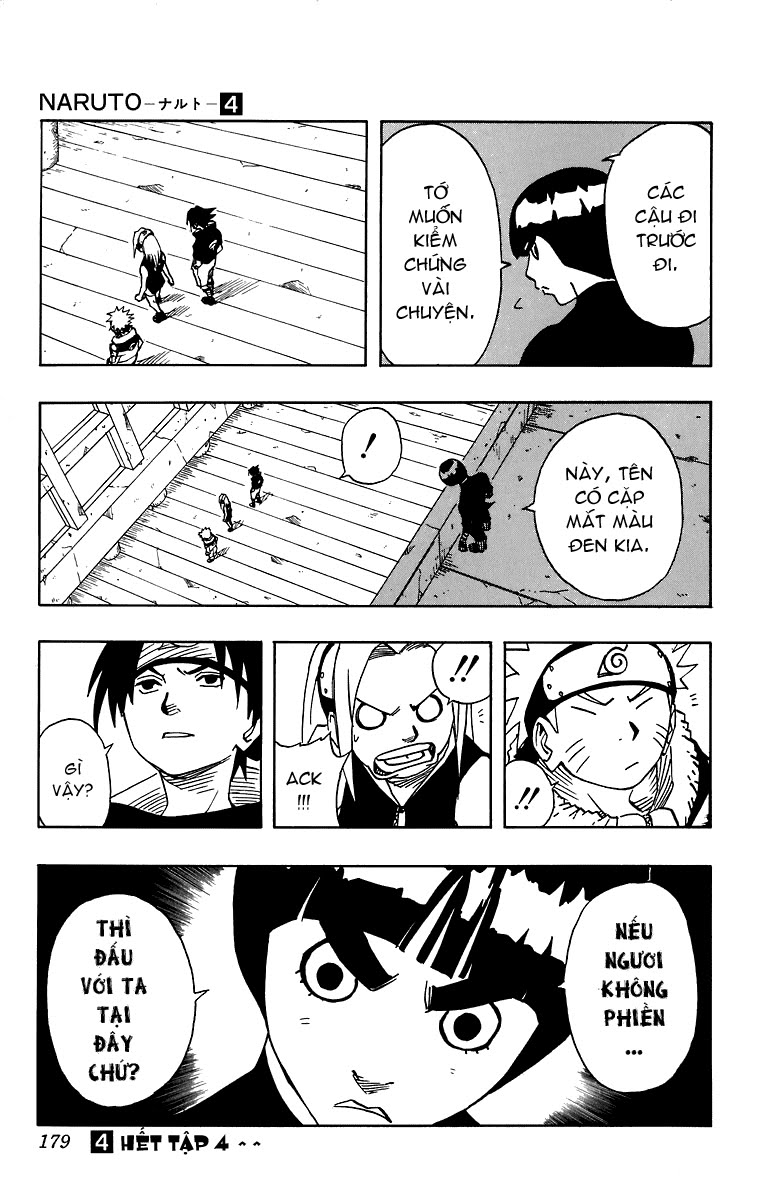 NARUTO－ナルト－4
CÁC
CẬU ĐI
TRƯỚC
ĐI.
TỚ
MUỐN
KIỂM
CHỨNG
VÀI
CHUYỆN.
NÀY, TÊN
CÓ CẶP
MẮT MÀU
ĐEN KIA.
!
!!
!!
ACK
!!!
GÌ
VẬY?
NẾU
NGƯƠI
KHÔNG
PHIỀN
...
THÌ
ĐẤU
VỚI TA
TẠI
ĐÂY
CHỨ?
179 4 HẾT TẬP 4 ^ ^